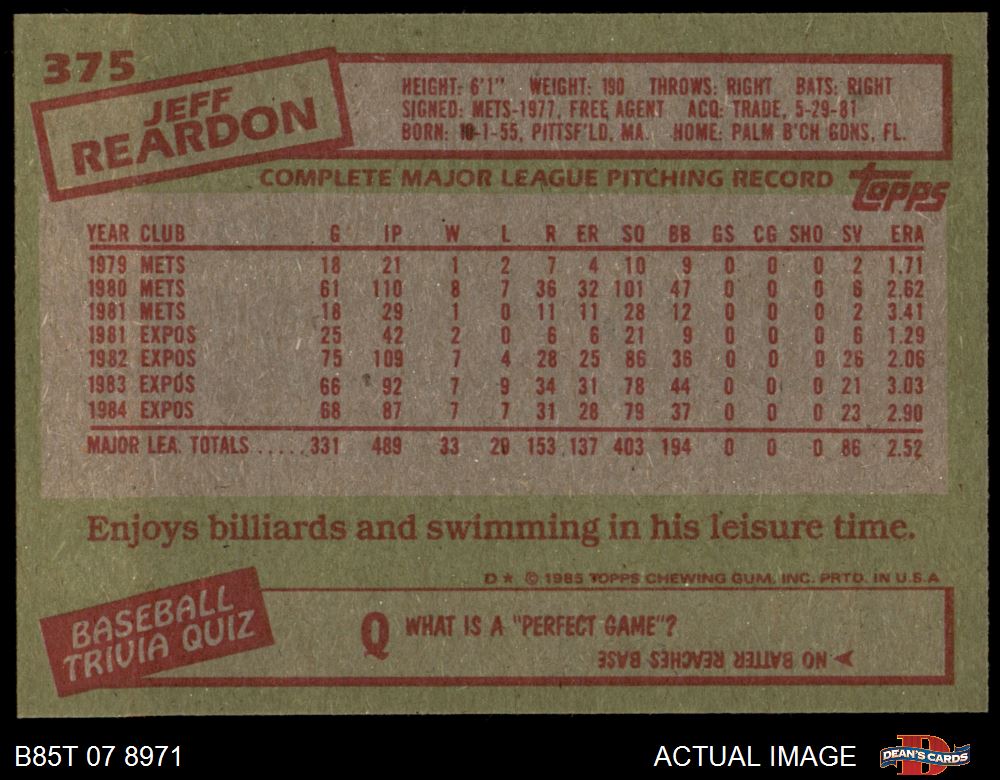 375
JEFF
REARDON
HEIGHT: 6'1" WEIGHT: 190 THROWS: RIGHT BATS: RIGHT
SIGNED: METS-1977, FREE AGENT ACQ: TRADE, 5-29-81
BORN: 10-1-55, PITTSF'LD, MA. HOME: PALM B'CH GDNS, FL.
COMPLETE MAJOR LEAGUE PITCHING RECORD topps
YEAR CLUB G IP W L R ER SO BB GS CG SHO SV ERA
1979 METS 18 21 1 2 7 4 10 9 0 0 0 2 1.71
1980 METS 61 110 8 7 36 32 101 47 0 0 0 6 2.62
1981 METS 18 29 1 0 11 11 28 12 0 0 0 2 3.41
1981 EXPOS 25 42 2 0 6 6 21 9 0 0 0 6 1.29
1982 EXPOS 75 109 7 4 28 25 86 36 0 0 0 26 2.06
1983 EXPOS 66 92 7 9 34 31 78 44 0 0 0 21 3.03
1984 EXPOS 68 87 7 7 31 28 79 37 0 0 0 23 2.90
MAJOR LEA. TOTALS.....331 489 33 29 153 137 403 194 0 0 0 86 2.52
Enjoys billiards and swimming in his leisure time.
D* © 1985 TOPPS CHEWING GUM, INC. PRTD. IN U.S.A
BASEBALL
TRIVIA QUIZ
Q WHAT IS A "PERFECT GAME"?
NO BATTER REACHES BASE
B85T 07 8971 ACTUAL IMAGE DEAN'S CARDS